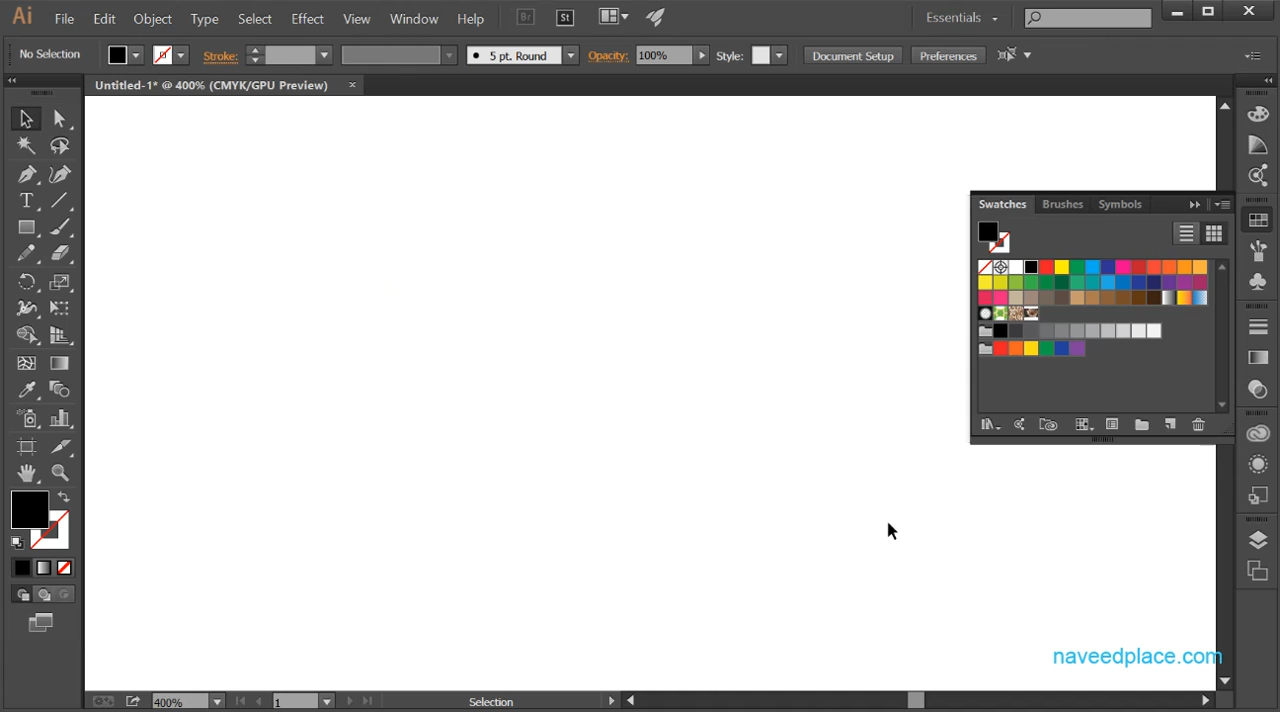 Ai File Edit Object Type Select Effect View Window Help Br St Essentials
No Selection Stroke: 5 pt. Round Opacity: 100% Style: Document Setup Preferences
Untitled-1* @ 400% (CMYK/GPU Preview)
Swatches Brushes Symbols
T
naveedplace.com
400% 1 Selection